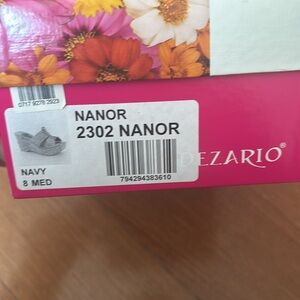 0717 9278 2923
NANOR
2302 NANOR
NAVY
8 MED
794294383610
DEZARIO®